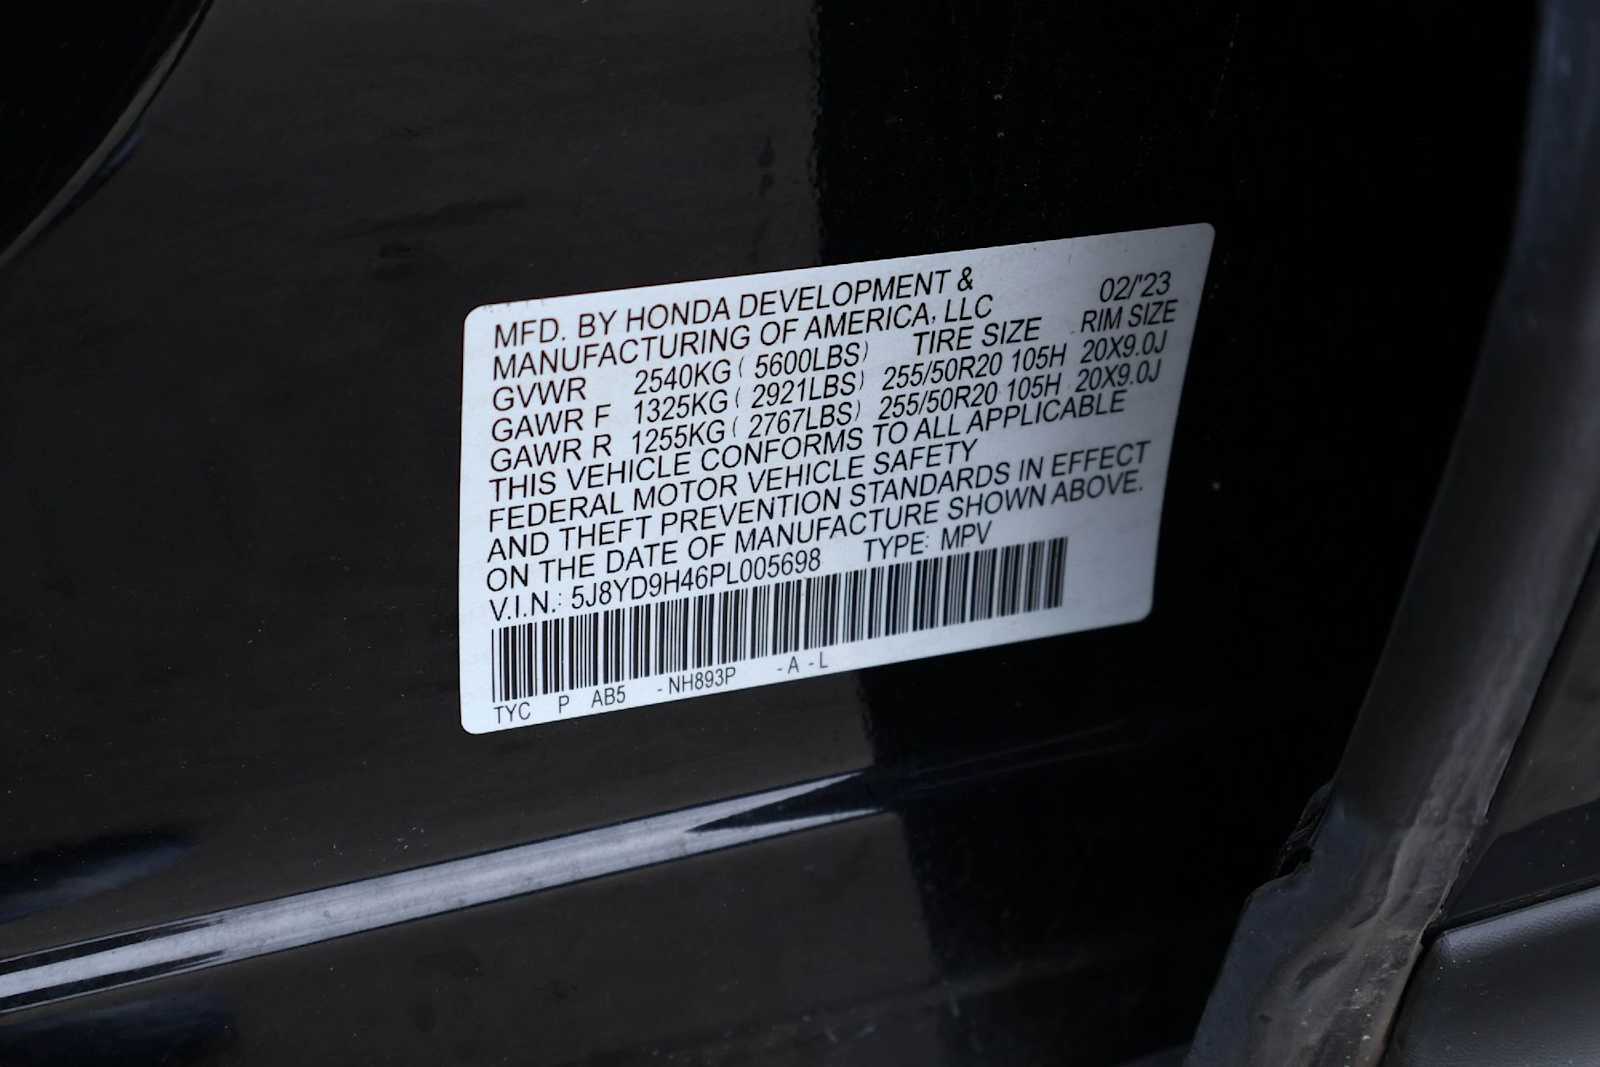 MFD. BY HONDA DEVELOPMENT & 02/'23
MANUFACTURING OF AMERICA, LLC RIM SIZE
TIRE SIZE
GVWR 2540KG ( 5600LBS)
GAWR F 1325KG ( 2921LBS) 255/50R20 105H 20X9.0J
GAWR R 1255KG ( 2767LBS) 255/50R20 105H 20X9.0J
THIS VEHICLE CONFORMS TO ALL APPLICABLE
FEDERAL MOTOR VEHICLE SAFETY
AND THEFT PREVENTION STANDARDS IN EFFECT
ON THE DATE OF MANUFACTURE SHOWN ABOVE.
V.I.N.: 5J8YD9H46PL005698 TYPE: MPV
TYC P AB5 -NH893P -A -L